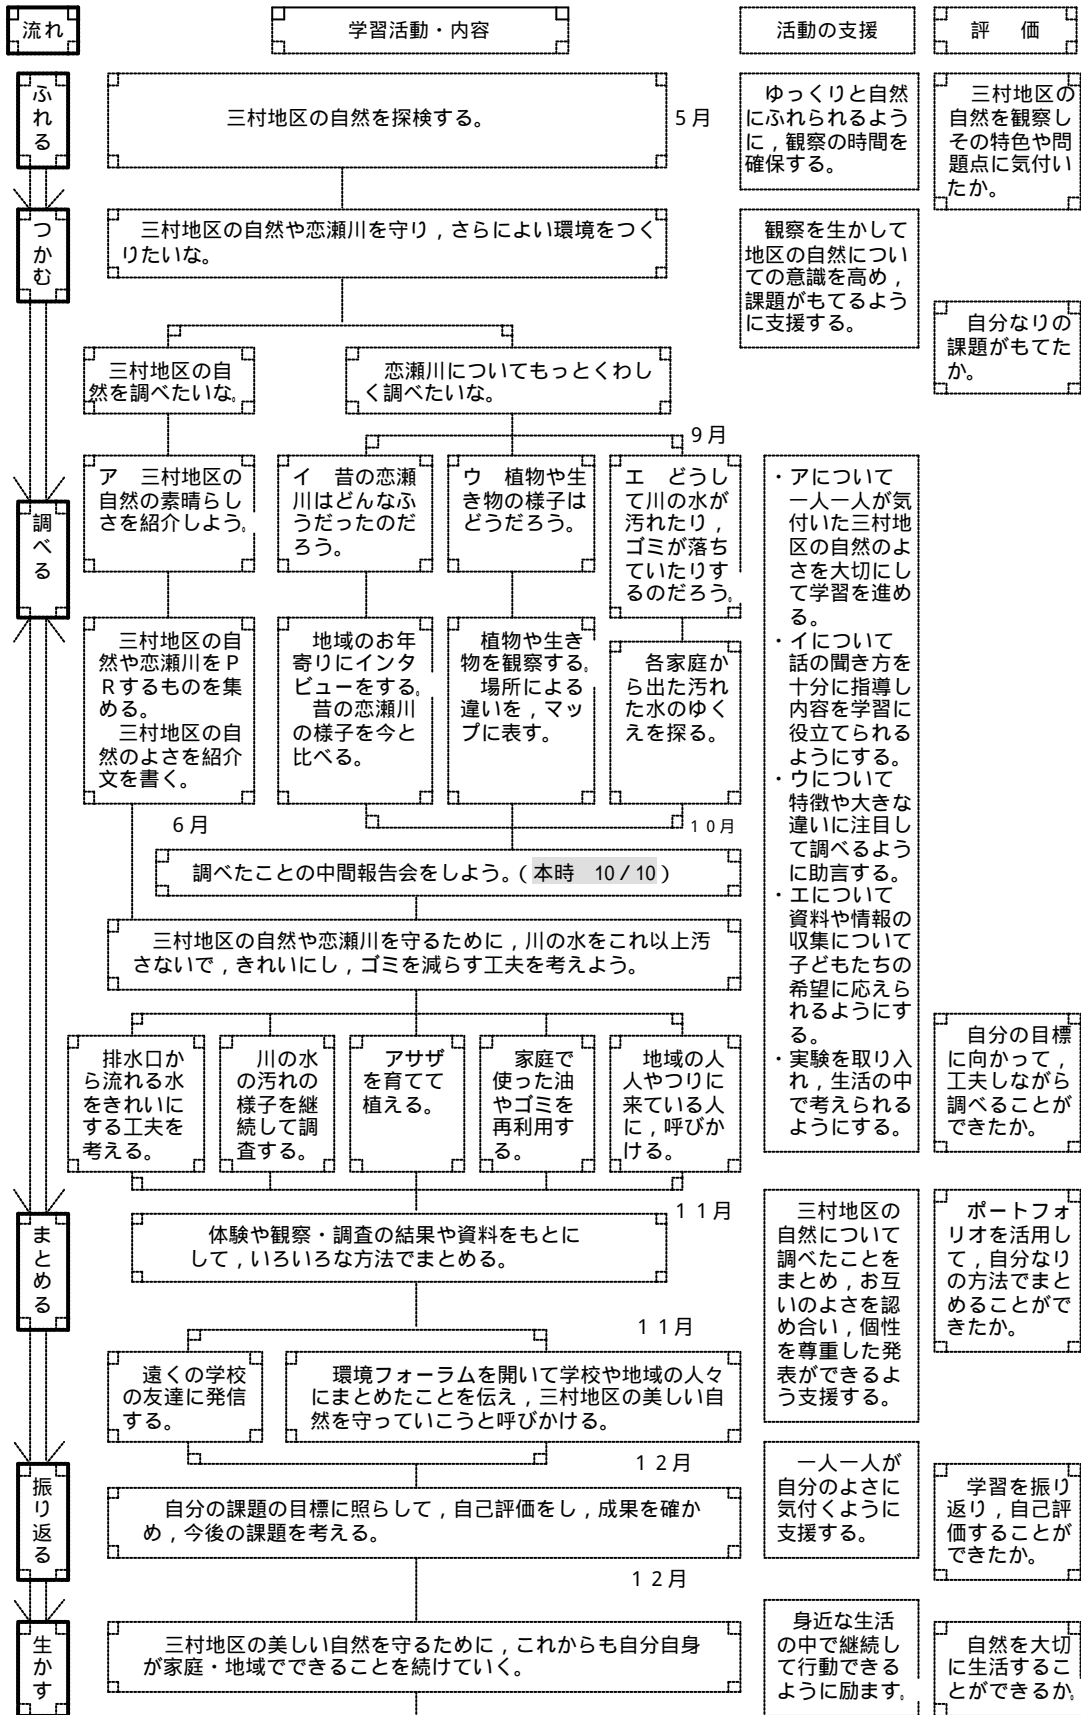 流れ
学習活動・内容
活動の支援
評　価
ふれる
三村地区の自然を探検する。
5月
ゆっくりと自然
にふれられるよう
に，観察の時間を
確保する。
三村地区の
自然を観察し
その特色や問
題点に気付い
たか。
つかむ
三村地区の自然や恋瀬川を守り，さらによい環境をつく
りたいな。
観察を生かして
地区の自然につい
ての意識を高め，
課題がもてるよう
に支援する。
自分なりの
課題がもてた
か。
三村地区の自
然を調べたいな。
恋瀬川についてもっとくわし
く調べたいな。
9月
調べる
ア　三村地区の
自然の素晴らし
さを紹介しよう。
イ　昔の恋瀬
川はどんなふ
うだったのだ
ろう。
ウ　植物や生
き物の様子は
どうだろう。
エ　どうし
て川の水が
汚れたり，
ゴミが落ち
ていたりす
るのだろう。
三村地区の自
然や恋瀬川をP
Rするものを集
める。
三村地区の自
然のよさを紹介
文を書く。
地域のお年
寄りにインタ
ビューをする。
昔の恋瀬川
の様子を今と
比べる。
植物や生き
物を観察する。
場所による
違いを，マッ
プに表す。
各家庭か
ら出た汚れ
た水のゆく
えを探る。
・アについて
一人一人が気
付いた三村地
区の自然のよ
さを大切にし
て学習を進め
る。
・イについて
話の聞き方を
十分に指導し
内容を学習に
役立てられる
ようにする。
・ウについて
特徴や大きな
違いに注目し
て調べるよう
に助言する。
・エについて
資料や情報の
収集について
子どもたちの
希望に応えら
れるようにす
る。
・実験を取り入
れ，生活の中
で考えられる
ようにする。
6月
10月
調べたことの中間報告会をしよう。（本時　10/10）
三村地区の自然や恋瀬川を守るために，川の水をこれ以上汚
さないで，きれいにし，ゴミを減らす工夫を考えよう。
排水口か
ら流れる水
をきれいに
する工夫を
考える。
川の水
の汚れの
様子を継
続して調
査する。
アサザ
を育てて
植える。
家庭で
使った油
やゴミを
再利用す
る。
地域の人
人やつりに
来ている人
に，呼びか
ける。
自分の目標
に向かって，
工夫しながら
調べることが
できたか。
11月
まとめる
体験や観察・調査の結果や資料をもとに
して，いろいろな方法でまとめる。
三村地区の
自然について
調べたことを
まとめ，お互
いのよさを認
め合い，個性
を尊重した発
表ができるよ
う支援する。
ポートフォ
リオを活用し
て，自分なり
の方法でまと
めることがで
きたか。
11月
遠くの学校
の友達に発信
する。
環境フォーラムを開いて学校や地域の人々
にまとめたことを伝え，三村地区の美しい自
然を守っていこうと呼びかける。
12月
振り返る
自分の課題の目標に照らして，自己評価をし，成果を確か
め，今後の課題を考える。
一人一人が
自分のよさに
気付くように
支援する。
学習を振り
返り，自己評
価することが
できたか。
12月
生かす
三村地区の美しい自然を守るために，これからも自分自身
が家庭・地域でできることを続けていく。
身近な生活
の中で継続し
て行動できる
ように励ます。
自然を大切
に生活するこ
とができるか。